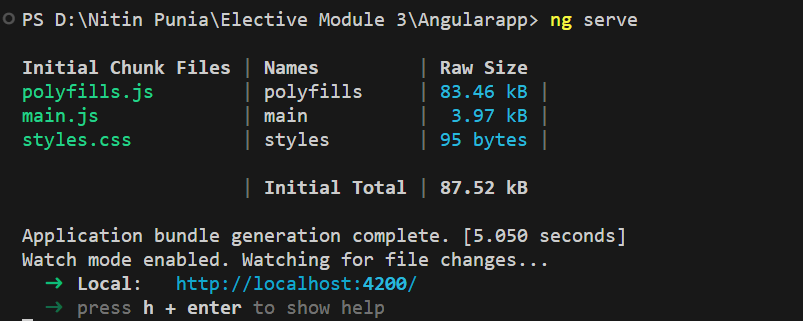 PS D:\Nitin Punia\Elective Module 3\Angularapp> ng serve
Initial Chunk Files | Names | Raw Size
polyfills.js | polyfills | 83.46 kB |
main.js | main | 3.97 kB |
styles.css | styles | 95 bytes |
| Initial Total | 87.52 kB
Application bundle generation complete. [5.050 seconds]
Watch mode enabled. Watching for file changes...
➜ Local: http://localhost:4200/
➜ press h + enter to show help